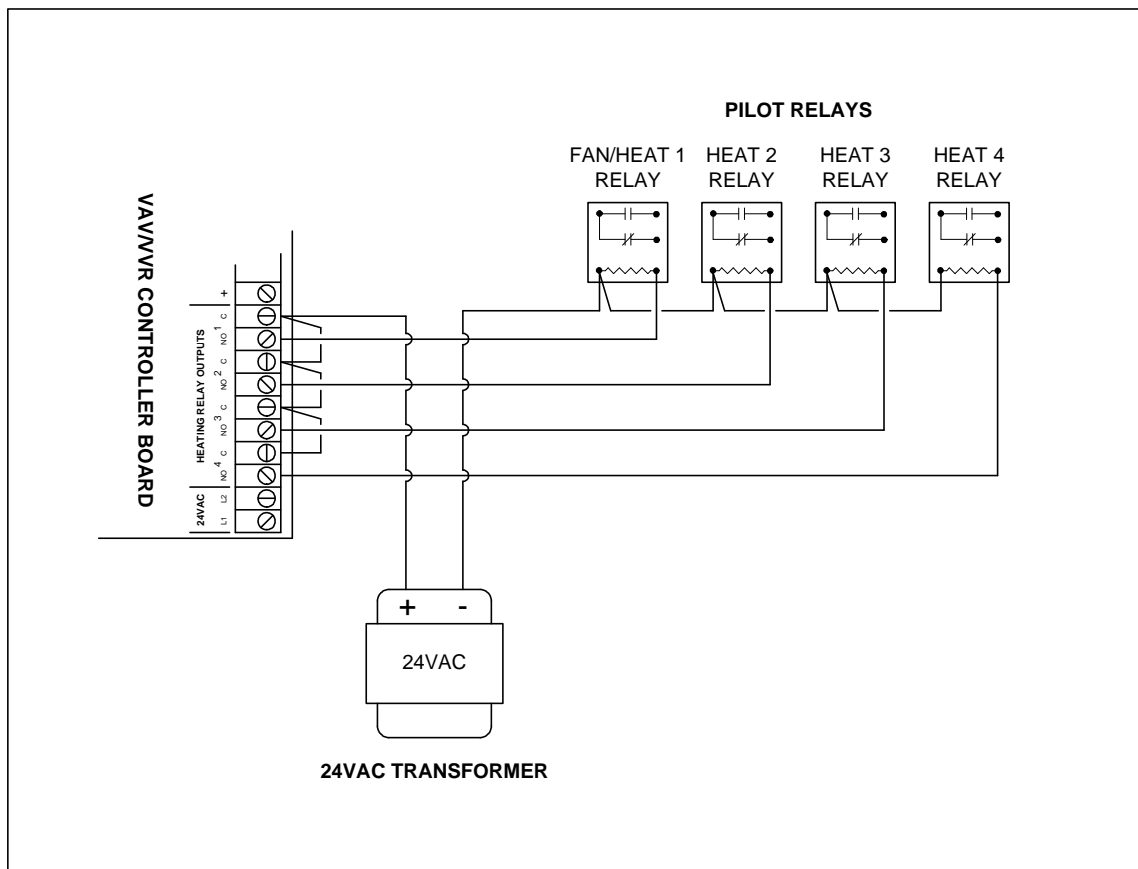 PILOT RELAYS
FAN/HEAT 1
RELAY
HEAT 2
RELAY
HEAT 3
RELAY
HEAT 4
RELAY
VAV/VVR CONTROLLER BOARD
HEATING RELAY OUTPUTS
24VAC
+
C
1
NO
C
2
NO
C
3
NO
C
4
NO
L2
L1
+ -
24VAC
24VAC TRANSFORMER